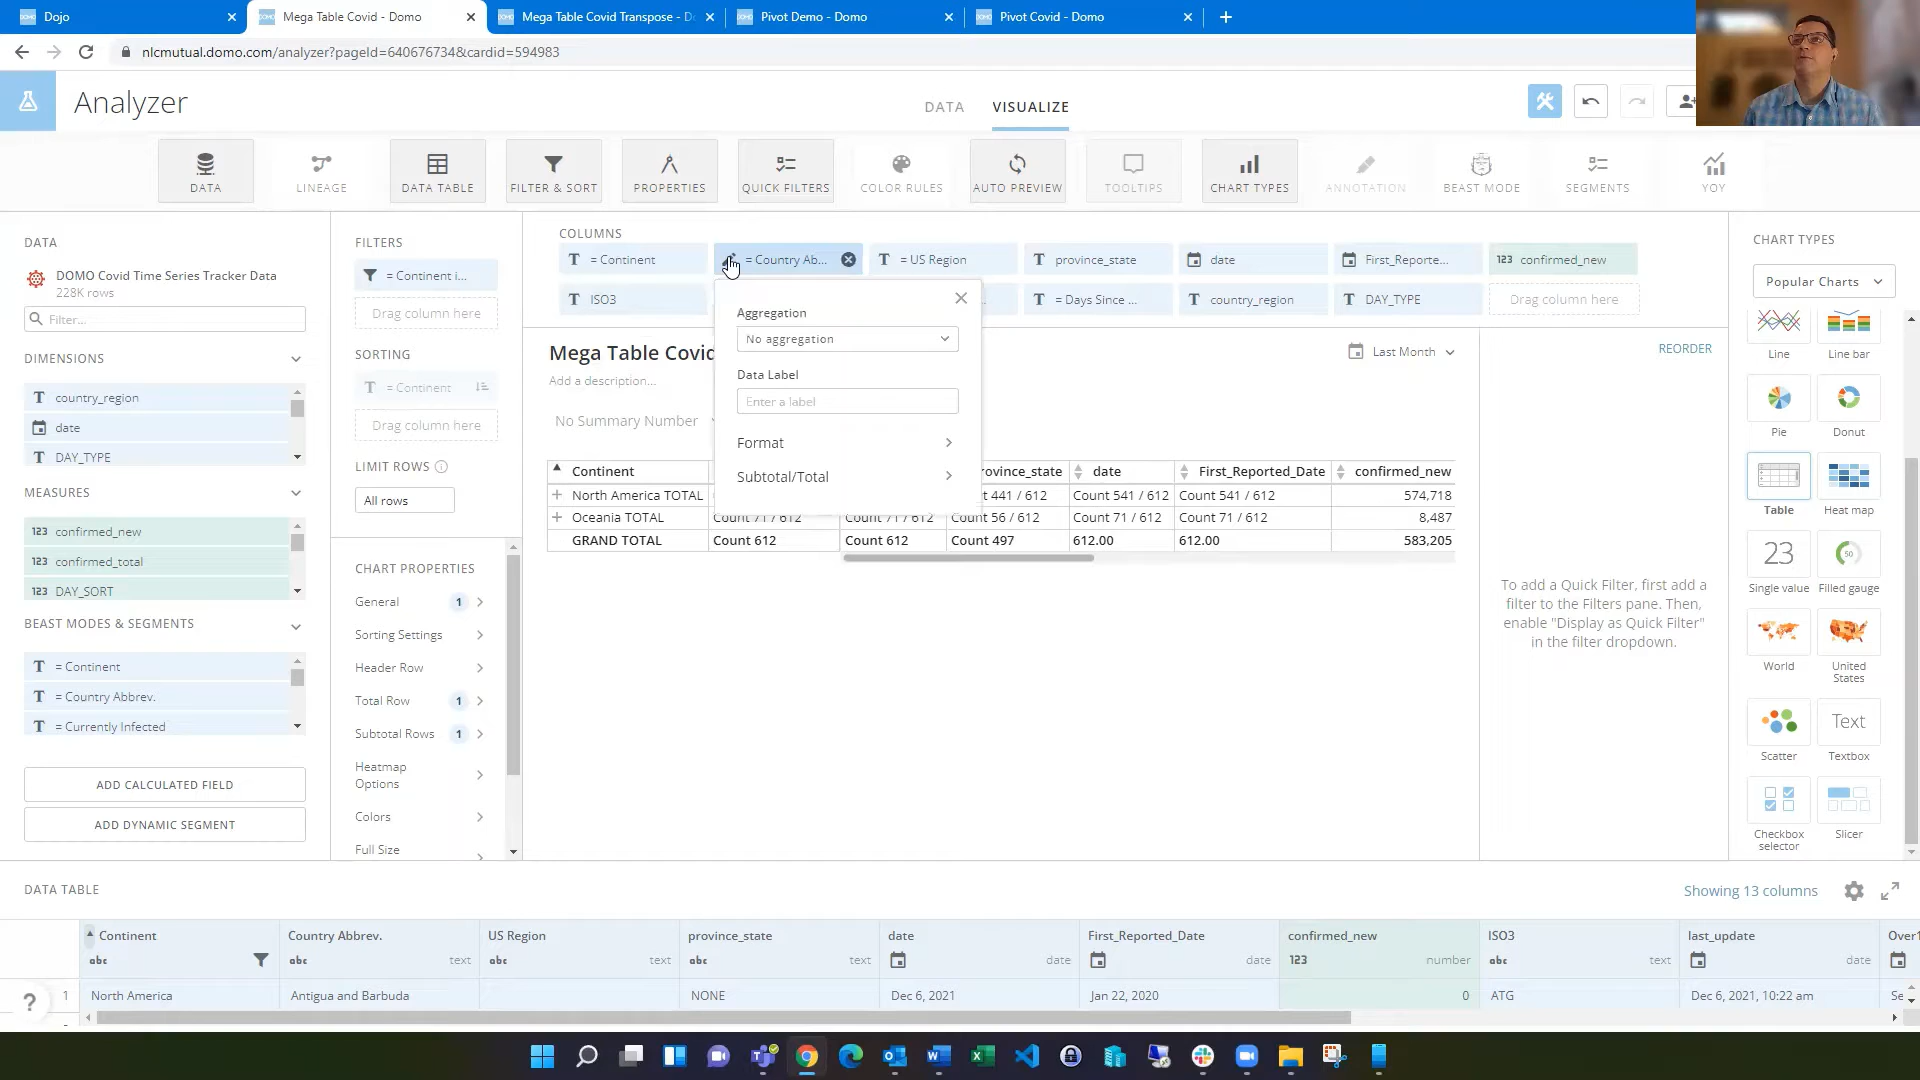 Dojo
Mega Table Covid - Domo
Mega Table Covid Transpose - D
Pivot Demo - Domo
Pivot Covid - Domo
nlcmutual.domo.com/analyzer?pageId=640676734&cardid=594983
Analyzer
DATA
VISUALIZE
DATA
LINEAGE
DATA TABLE
FILTER & SORT
PROPERTIES
QUICK FILTERS
COLOR RULES
AUTO PREVIEW
TOOLTIPS
CHART TYPES
ANNOTATION
BEAST MODE
SEGMENTS
YOY
DATA
DOMO Covid Time Series Tracker Data
228K rows
Filter...
DIMENSIONS
T country_region
date
T DAY_TYPE
MEASURES
123 confirmed_new
123 confirmed_total
123 DAY_SORT
BEAST MODES & SEGMENTS
T = Continent
T = Country Abbrev.
T = Currently Infected
ADD CALCULATED FIELD
ADD DYNAMIC SEGMENT
FILTERS
= Continent i...
Drag column here
SORTING
T = Continent
Drag column here
LIMIT ROWS
All rows
CHART PROPERTIES
General 1
Sorting Settings
Header Row
Total Row 1
Subtotal Rows 1
Heatmap
Options
Colors
Full Size
COLUMNS
T = Continent
= Country Ab...
T = US Region
T province_state
date
First_Reporte...
123 confirmed_new
T ISO3
T = Days Since ...
T country_region
T DAY_TYPE
Drag column here
Aggregation
No aggregation
Data Label
Enter a label
Format
Subtotal/Total
Mega Table Covid
Add a description...
No Summary Number
Last Month
Continent rovince_state date First_Reported_Date confirmed_new
North America TOTAL t 441 / 612 Count 541 / 612 Count 541 / 612 574,718
Oceania TOTAL Count 71 / 612 Count 71 / 612 Count 56 / 612 Count 71 / 612 Count 71 / 612 8,487
GRAND TOTAL Count 612 Count 612 Count 497 612.00 612.00 583,205
REORDER
To add a Quick Filter, first add a
filter to the Filters pane. Then,
enable "Display as Quick Filter"
in the filter dropdown.
CHART TYPES
Popular Charts
Line
Line bar
Pie
Donut
Table
Heat map
23
Single value
50
Filled gauge
World
United
States
Scatter
Text
Textbox
Checkbox
selector
Slicer
DATA TABLE
Showing 13 columns
Continent Country Abbrev. US Region province_state date First_Reported_Date confirmed_new ISO3 last_update Over1
abc abc text abc text abc text date date 123 number abc text date
1 North America Antigua and Barbuda NONE Dec 6, 2021 Jan 22, 2020 0 ATG Dec 6, 2021, 10:22 am Se
?